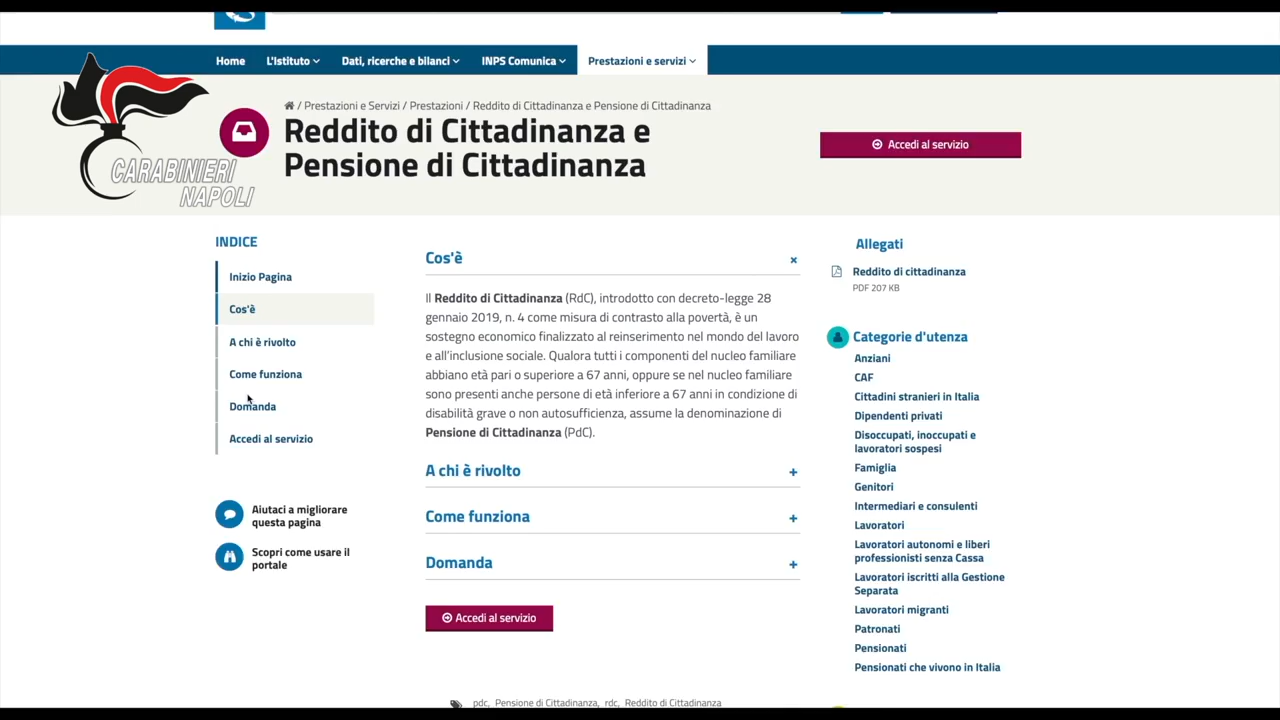 Home L'Istituto Dati, ricerche e bilanci INPS Comunica Prestazioni e servizi
/ Prestazioni e Servizi / Prestazioni / Reddito di Cittadinanza e Pensione di Cittadinanza
Reddito di Cittadinanza e
Pensione di Cittadinanza
Accedi al servizio
CARABINIERI
NAPOLI
INDICE
Inizio Pagina
Cos'è
A chi è rivolto
Come funziona
Domanda
Accedi al servizio
Aiutaci a migliorare
questa pagina
Scopri come usare il
portale
Cos'è
Il Reddito di Cittadinanza (RdC), introdotto con decreto-legge 28
gennaio 2019, n. 4 come misura di contrasto alla povertà, è un
sostegno economico finalizzato al reinserimento nel mondo del lavoro
e all'inclusione sociale. Qualora tutti i componenti del nucleo familiare
abbiano età pari o superiore a 67 anni, oppure se nel nucleo familiare
sono presenti anche persone di età inferiore a 67 anni in condizione di
disabilità grave o non autosufficienza, assume la denominazione di
Pensione di Cittadinanza (PdC).
A chi è rivolto
Come funziona
Domanda
Accedi al servizio
pdc, Pensione di Cittadinanza, rdc, Reddito di Cittadinanza
Allegati
Reddito di cittadinanza
PDF 207 KB
Categorie d'utenza
Anziani
CAF
Cittadini stranieri in Italia
Dipendenti privati
Disoccupati, inoccupati e
lavoratori sospesi
Famiglia
Genitori
Intermediari e consulenti
Lavoratori
Lavoratori autonomi e liberi
professionisti senza Cassa
Lavoratori iscritti alla Gestione
Separata
Lavoratori migranti
Patronati
Pensionati
Pensionati che vivono in Italia